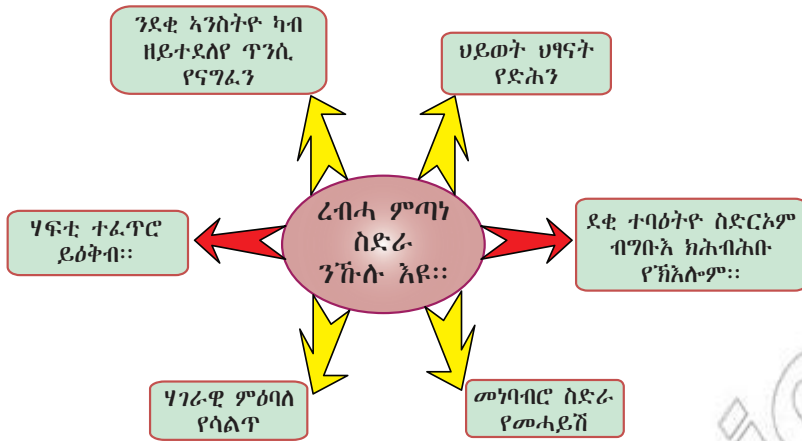 ንደቂ ኣንስትዮ ካብ
ዘይተደለየ ጥንሲ
የናግፈን
ህይወት ህፃናት
የድሕን
ረብሓ ምጣነ
ስድራ
ንኹሉ እዩ፡፡
ሃፍቲ ተፈጥሮ
ይዕቅብ፡፡
ደቂ ተባዕትዮ ስድርኦም
ብግቡእ ክሕብሕቡ
የኽእሎም፡፡
ሃገራዊ ምዕባለ
የሳልጥ
መነባብሮ ስድራ
የመሓይሽ